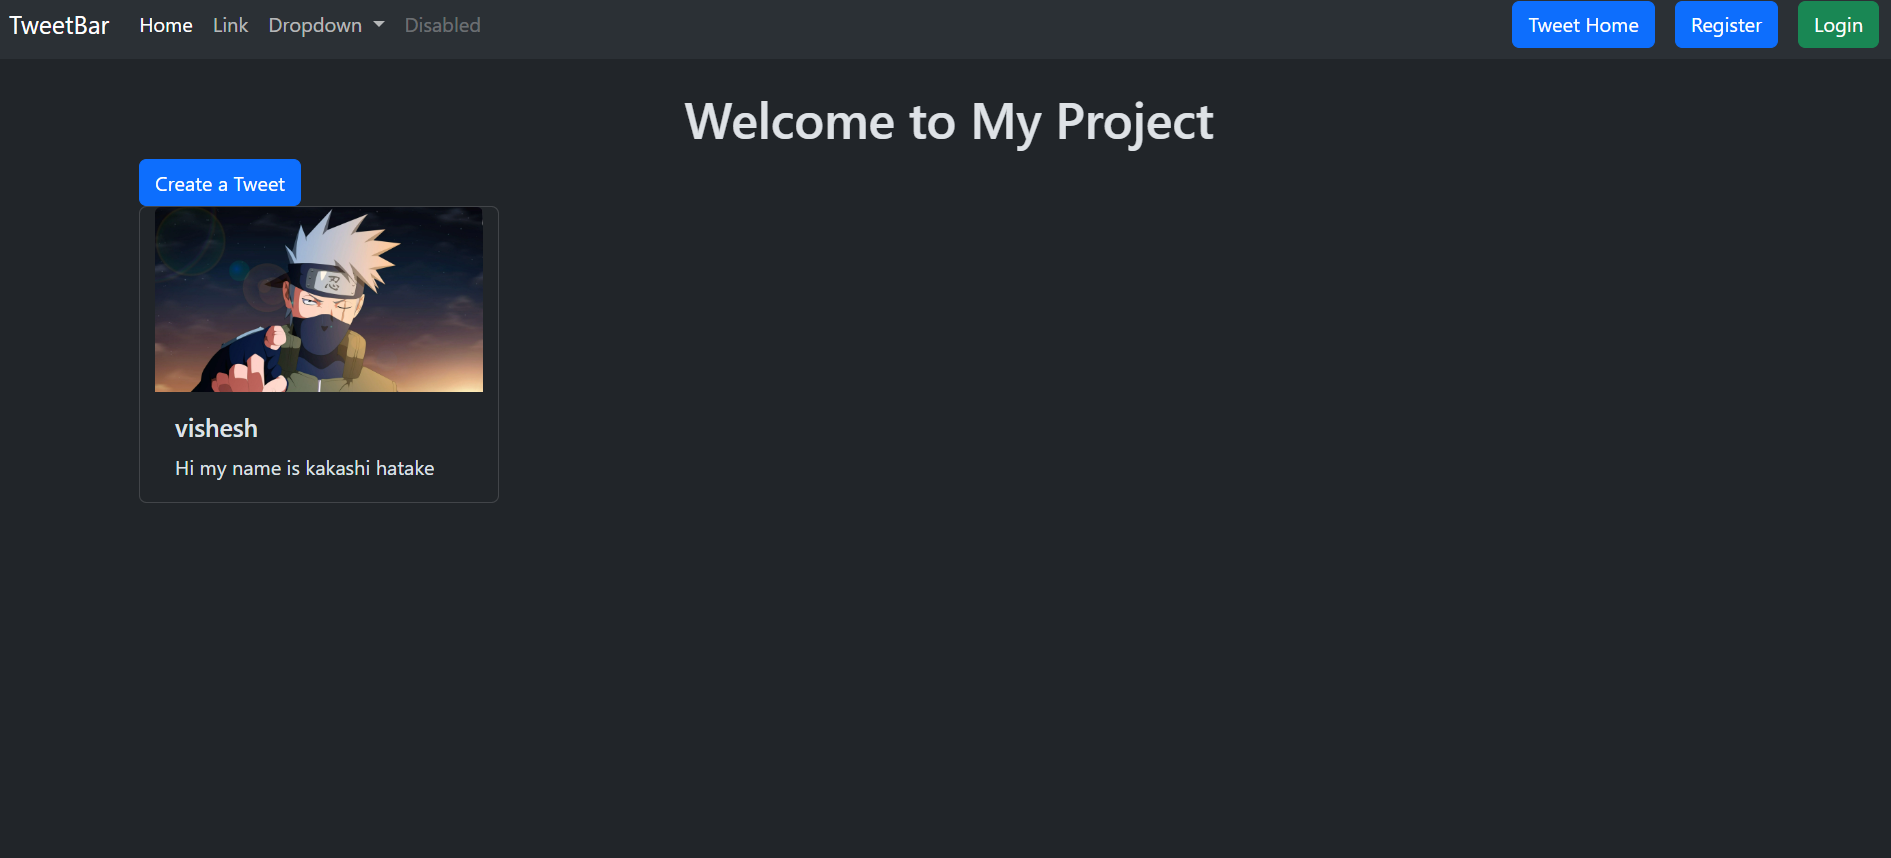 TweetBar Home Link Dropdown Disabled Tweet Home Register Login
Welcome to My Project
Create a Tweet
vishesh
Hi my name is kakashi hatake